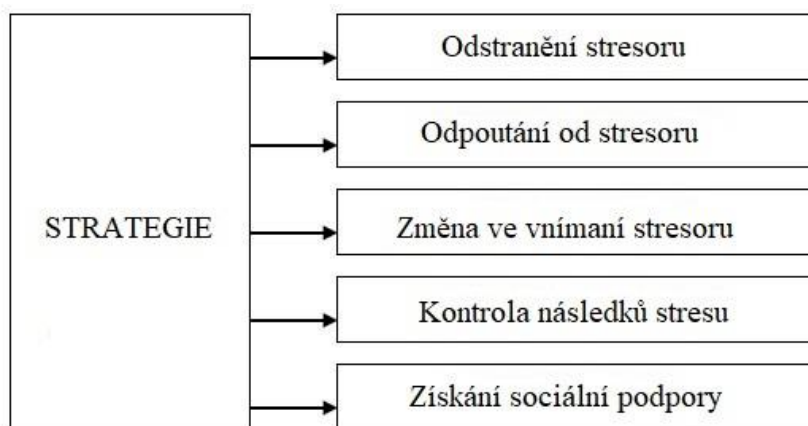 Odstranění stresoru
Odpoutání od stresoru
STRATEGIE
Změna ve vnímaní stresoru
Kontrola následků stresu
Získání sociální podpory